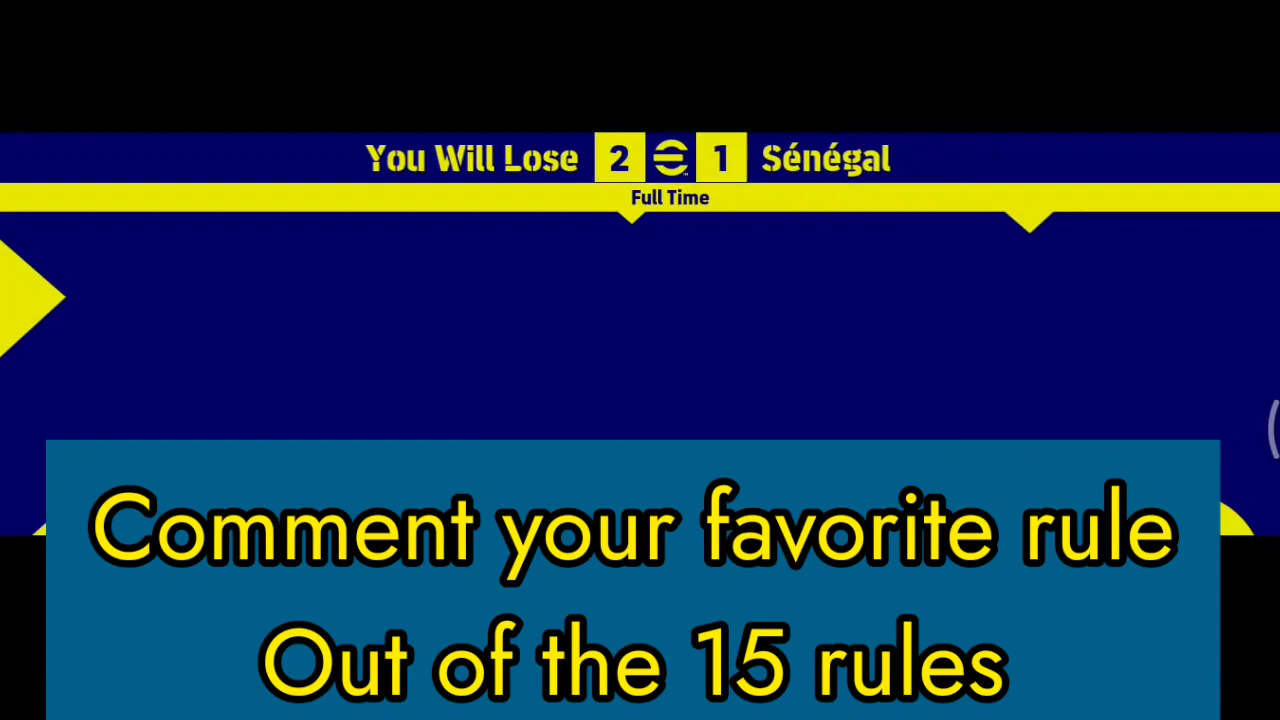 You Will Lose 2 1 Sénégal
Full Time
Comment your favorite rule
Out of the 15 rules